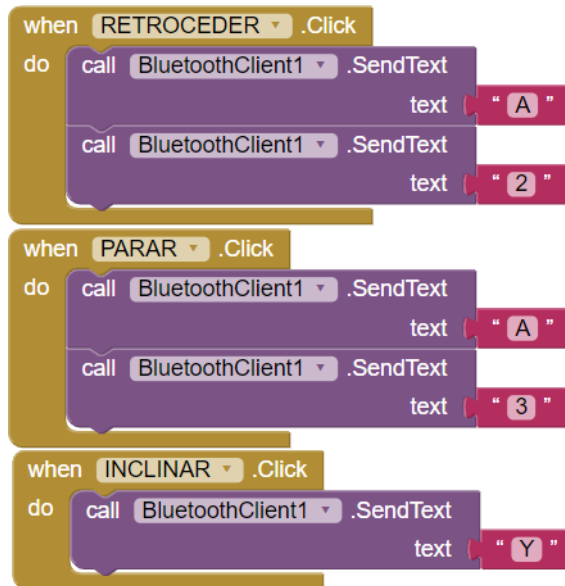 when RETROCEDER .Click
do call BluetoothClient1 .SendText
text "A"
call BluetoothClient1 .SendText
text "2"
when PARAR .Click
do call BluetoothClient1 .SendText
text "A"
call BluetoothClient1 .SendText
text "3"
when INCLINAR .Click
do call BluetoothClient1 .SendText
text "Y"